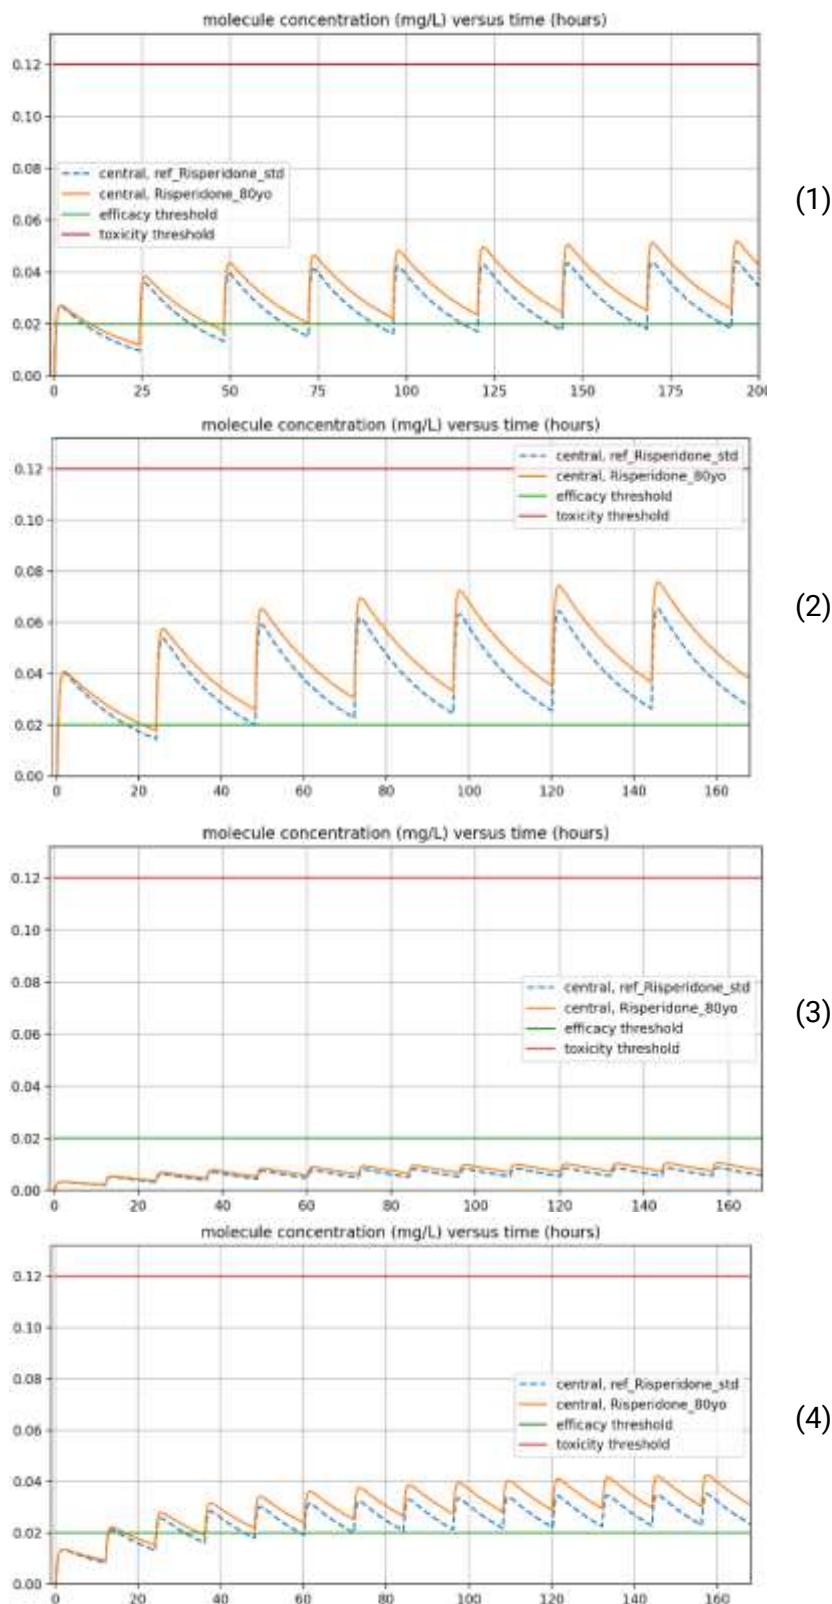 molecule concentration (mg/L) versus time (hours)
0.12
0.10
0.08
0.06
0.04
0.02
0.00
central, ref_Risperidone_std
central, Risperidone_80yo
efficacy threshold
toxicity threshold
(1)
0 25 50 75 100 125 150 175 200
molecule concentration (mg/L) versus time (hours)
0.12
0.10
0.08
0.06
0.04
0.02
0.00
central, ref_Risperidone_std
central, Risperidone_80yo
efficacy threshold
toxicity threshold
(2)
0 20 40 60 80 100 120 140 160
molecule concentration (mg/L) versus time (hours)
0.12
0.10
0.08
0.06
0.04
0.02
0.00
central, ref_Risperidone_std
central, Risperidone_80yo
efficacy threshold
toxicity threshold
(3)
0 20 40 60 80 100 120 140 160
molecule concentration (mg/L) versus time (hours)
0.12
0.10
0.08
0.06
0.04
0.02
0.00
central, ref_Risperidone_std
central, Risperidone_80yo
efficacy threshold
toxicity threshold
(4)
0 20 40 60 80 100 120 140 160